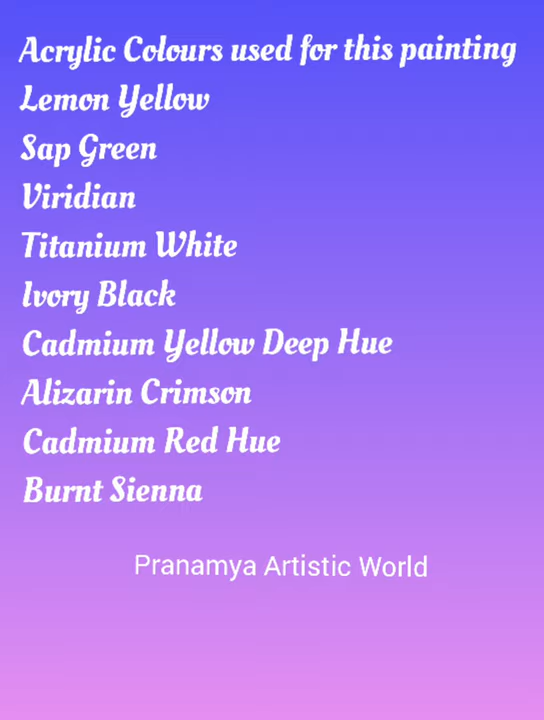 Acrylic Colours used for this painting
Lemon Yellow
Sap Green
Viridian
Titanium White
Ivory Black
Cadmium Yellow Deep Hue
Alizarin Crimson
Cadmium Red Hue
Burnt Sienna
Pranamya Artistic World